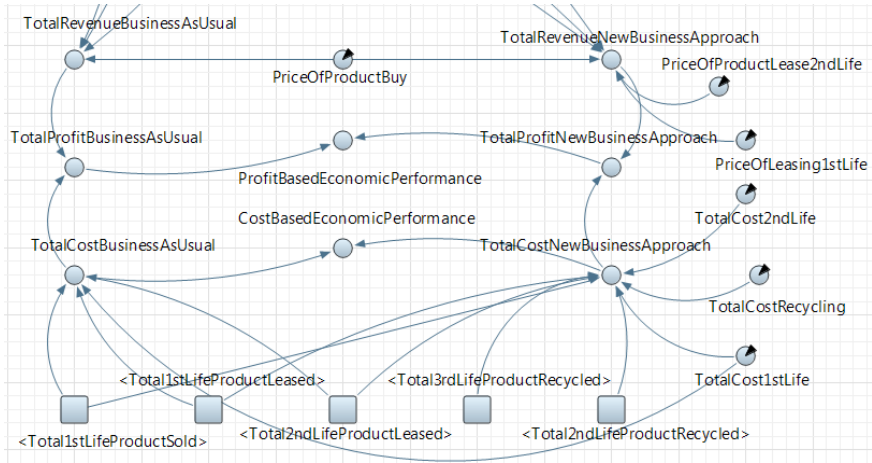 TotalRevenueBusinessAsUsual
TotalRevenueNewBusinessApproach
PriceOfProductBuy
PriceOfProductLease2ndLife
TotalProfitBusinessAsUsual
TotalProfitNewBusinessApproach
PriceOfLeasing1stLife
ProfitBasedEconomicPerformance
CostBasedEconomicPerformance
TotalCost2ndLife
TotalCostBusinessAsUsual
TotalCostNewBusinessApproach
TotalCostRecycling
<Total1stLifeProductLeased>
<Total3rdLifeProductRecycled>
TotalCost1stLife
<Total1stLifeProductSold>
<Total2ndLifeProductLeased>
<Total2ndLifeProductRecycled>